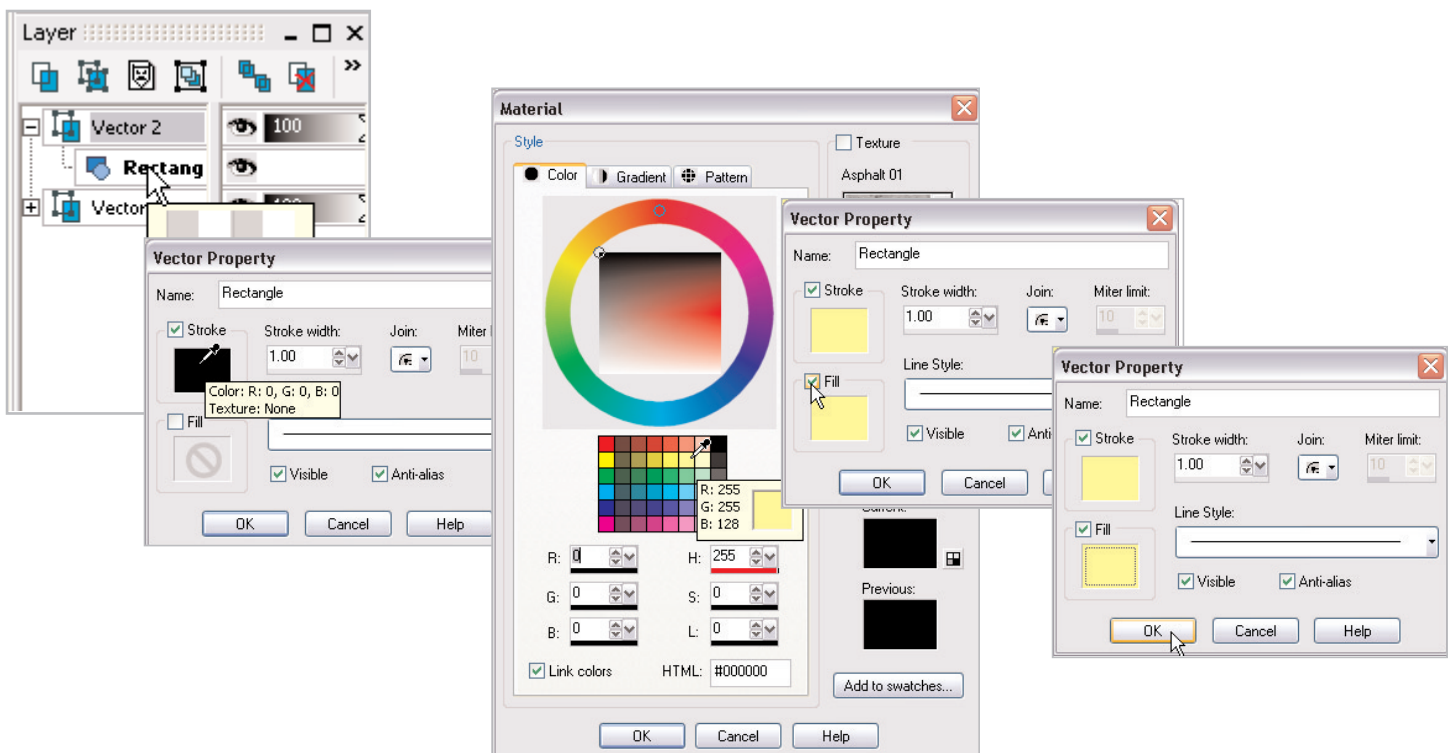 Layer
»
Vector 2
100
Rectang
Vector
Vector Property
Name: Rectangle
Stroke
Stroke width:
Join:
1.00
10
Color: R: 0, G: 0, B: 0
Texture: None
Fill
Visible
Anti-alias
OK
Cancel
Help
Material
Style
Color
Gradient
Pattern
Texture
Asphalt 01
R: 255
G: 255
B: 128
R: 0
H: 255
G: 0
S: 0
B: 0
L: 0
Link colors
HTML: #000000
Previous:
Add to swatches...
OK
Cancel
Help
Vector Property
Name: Rectangle
Stroke
Stroke width:
Join:
Miter limit:
1.00
10
Line Style:
Fill
Visible
Anti
OK
Cancel
Vector Property
Name: Rectangle
Stroke
Stroke width:
Join:
Miter limit:
1.00
10
Line Style:
Fill
Visible
Anti-alias
OK
Cancel
Help